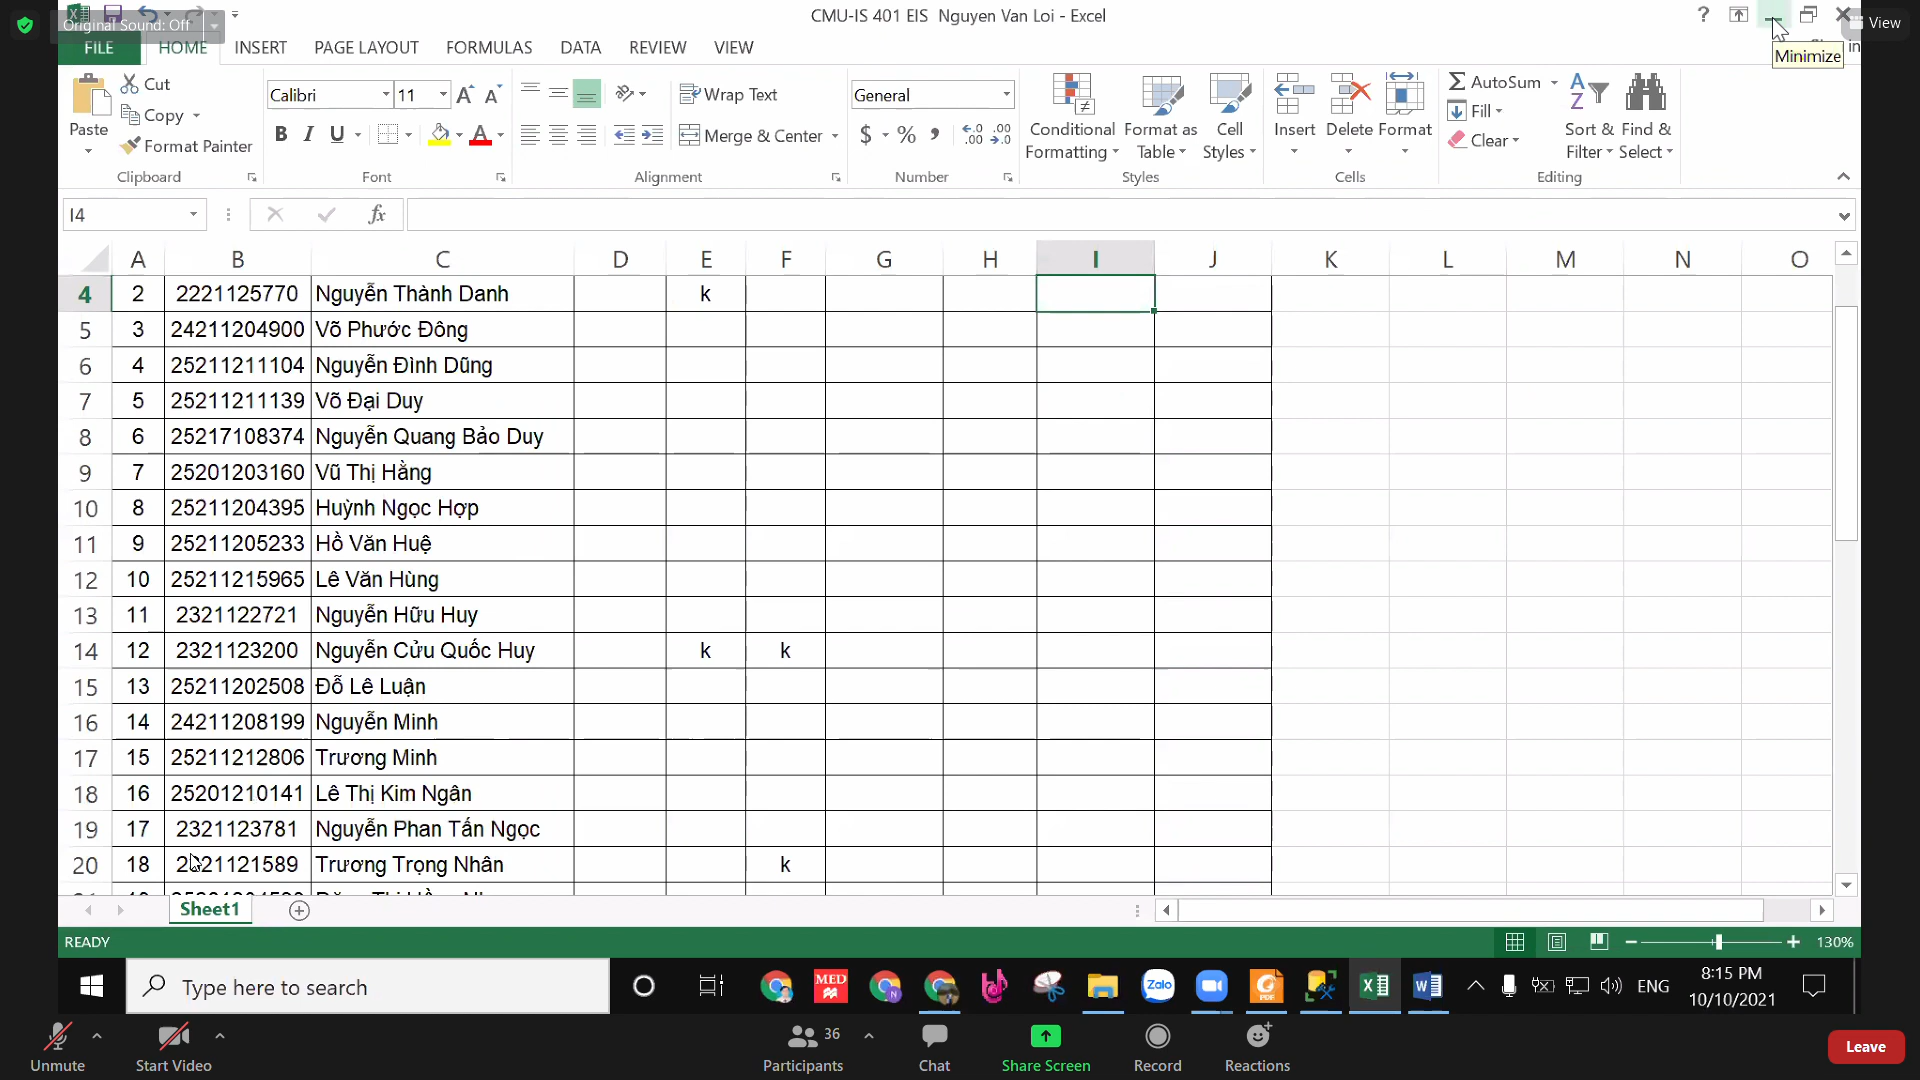 Original Sound: Off
CMU-IS 401 EIS Nguyen Van Loi - Excel
View
Minimize
FILE HOME INSERT PAGE LAYOUT FORMULAS DATA REVIEW VIEW
Paste
Cut
Copy
Format Painter
Clipboard
Calibri 11
B I U
Font
Wrap Text
Merge & Center
Alignment
General
$ % ,
Number
Conditional Formatting
Format as Table
Cell Styles
Styles
Insert
Delete
Format
Cells
AutoSum
Fill
Clear
Sort & Filter
Find & Select
Editing
I4
fx
A B C D E F G H I J K L M N O
4 2 2221125770 Nguyễn Thành Danh k
5 3 24211204900 Võ Phước Đông
6 4 25211211104 Nguyễn Đình Dũng
7 5 25211211139 Võ Đại Duy
8 6 25217108374 Nguyễn Quang Bảo Duy
9 7 25201203160 Vũ Thị Hằng
10 8 25211204395 Huỳnh Ngọc Hợp
11 9 25211205233 Hồ Văn Huệ
12 10 25211215965 Lê Văn Hùng
13 11 2321122721 Nguyễn Hữu Huy
14 12 2321123200 Nguyễn Cửu Quốc Huy k k
15 13 25211202508 Đỗ Lê Luận
16 14 24211208199 Nguyễn Minh
17 15 25211212806 Trương Minh
18 16 25201210141 Lê Thị Kim Ngân
19 17 2321123781 Nguyễn Phan Tấn Ngọc
20 18 2321121589 Trương Trọng Nhân k
Sheet1
READY
130%
Type here to search
MED
Zalo
ENG
8:15 PM
10/10/2021
Unmute
Start Video
Participants 36
Chat
Share Screen
Record
Reactions
Leave